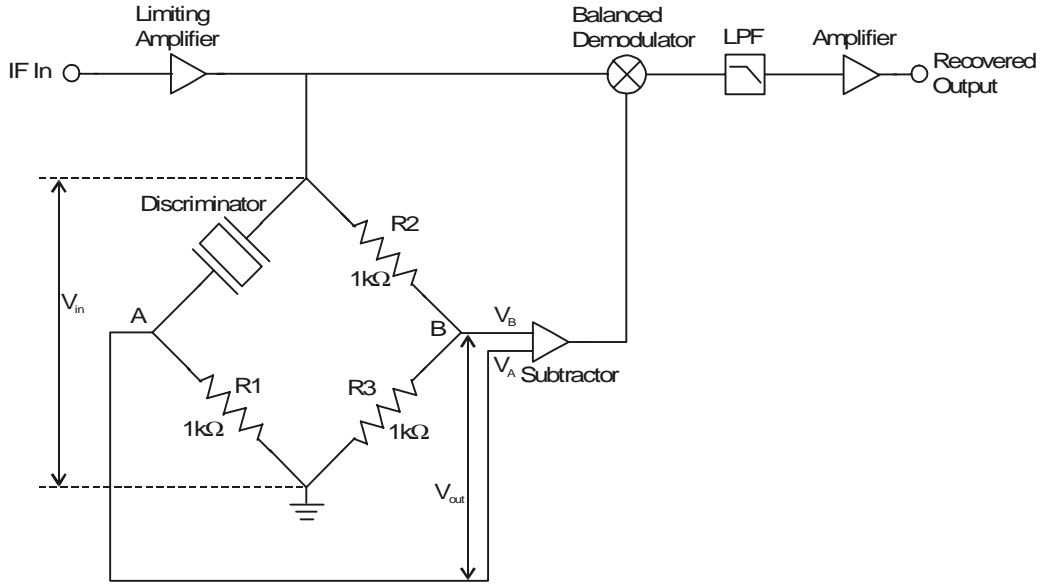 Limiting
Amplifier
Balanced
Demodulator
LPF
Amplifier
IF In
Recovered
Output
Discriminator
R2
1kΩ
Vin
A
B
VB
VA
Subtractor
R1
1kΩ
R3
1kΩ
Vout